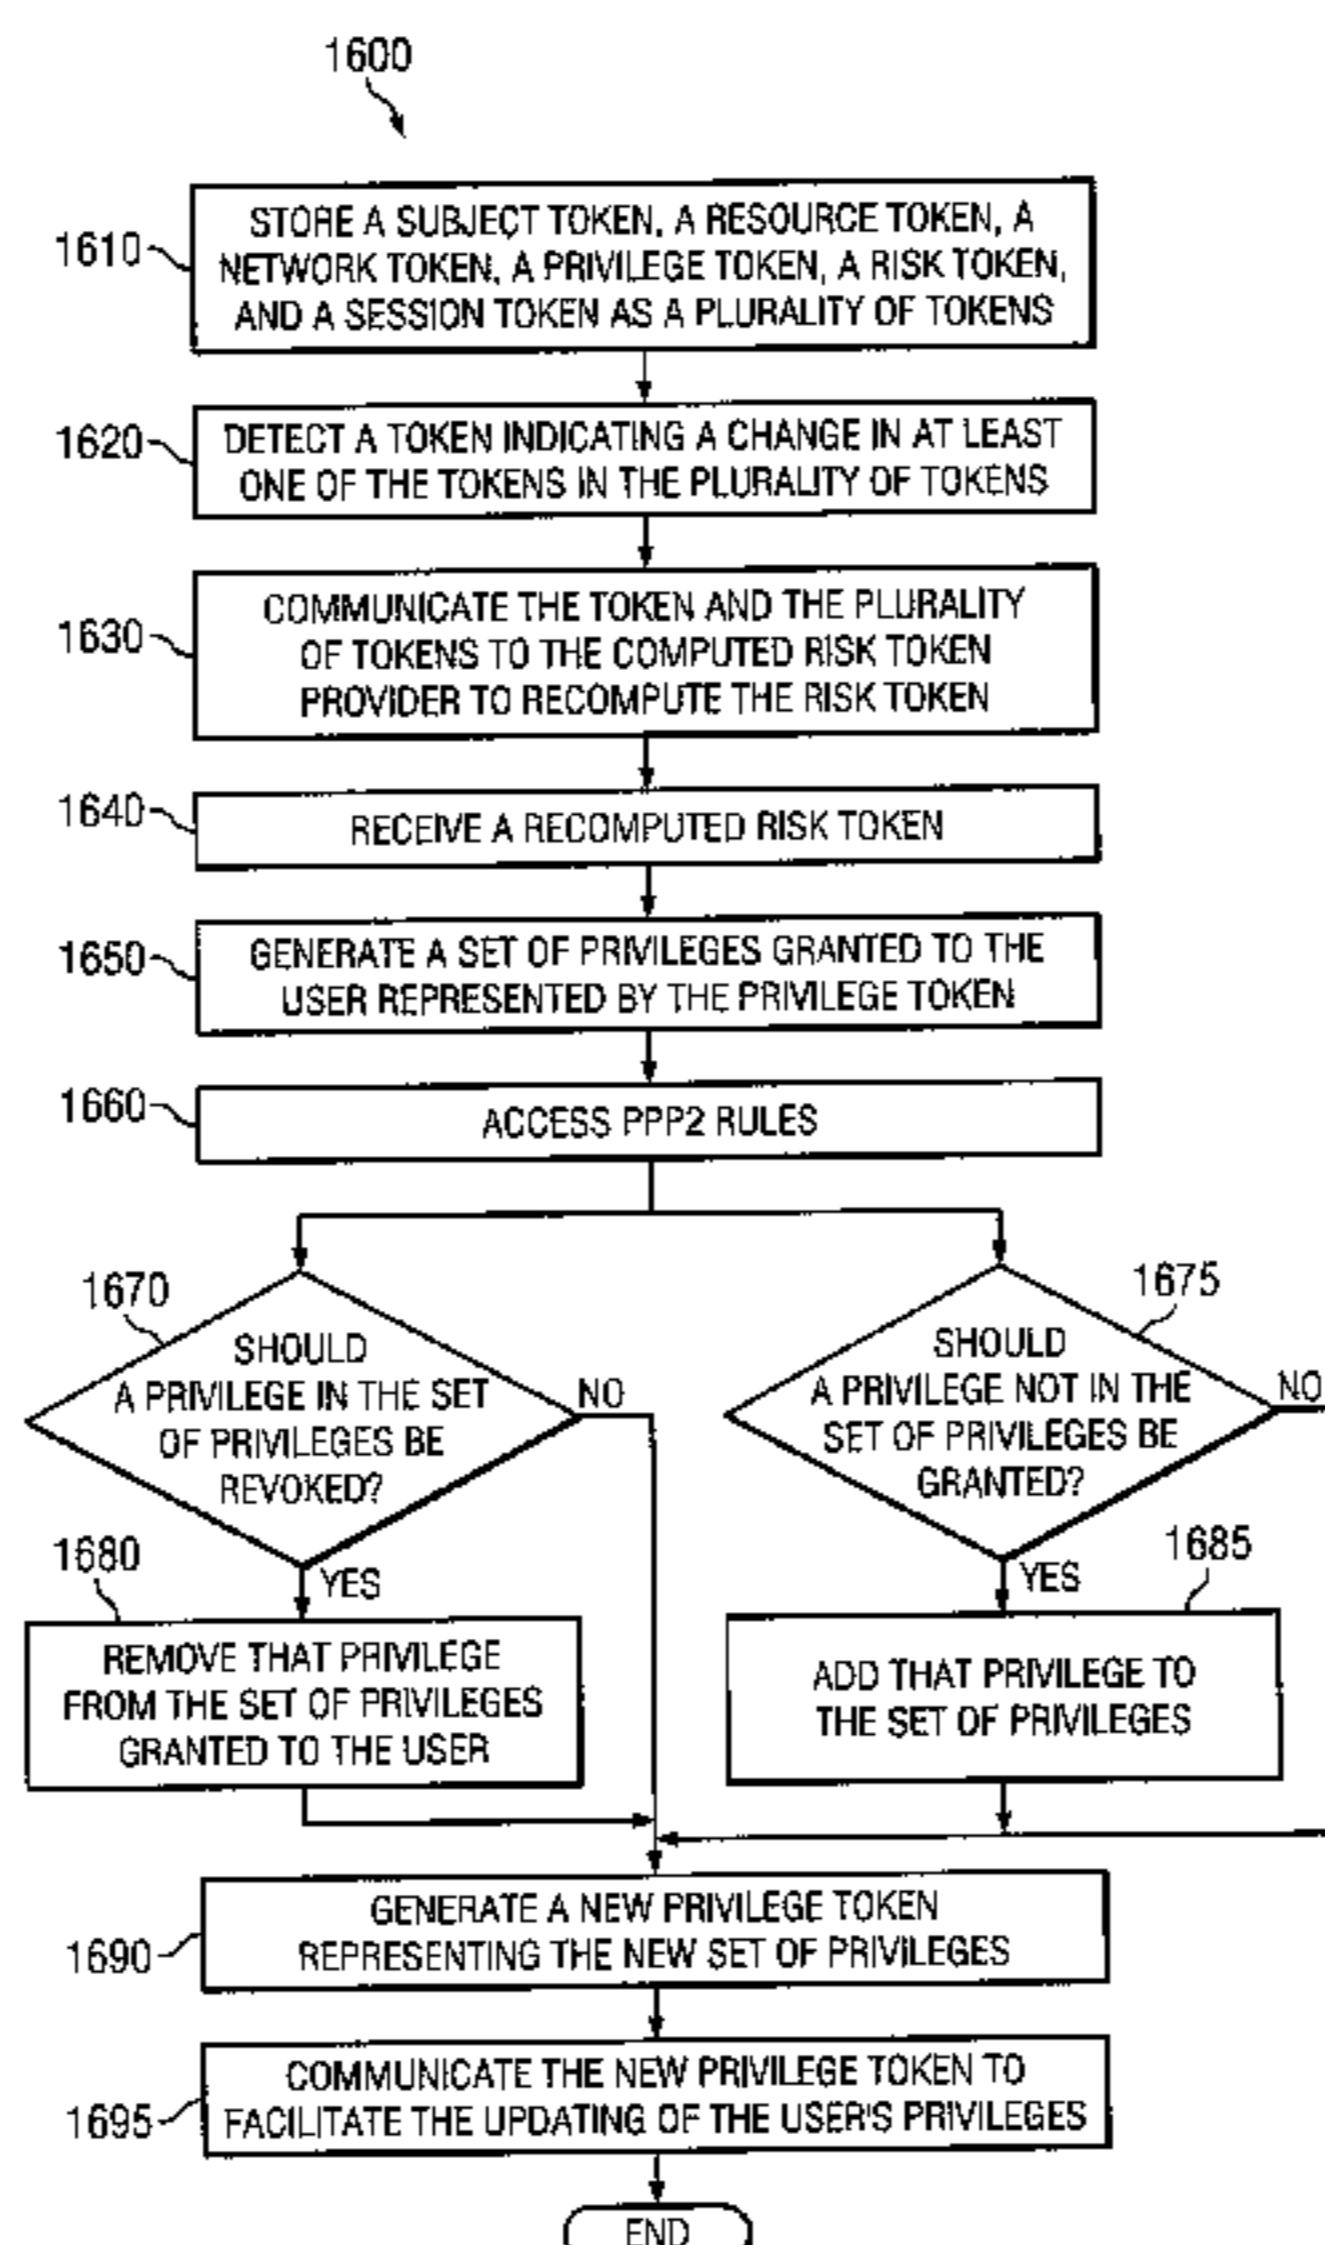 1600
1610
STORE A SUBJECT TOKEN, A RESOURCE TOKEN, A
NETWORK TOKEN, A PRIVILEGE TOKEN, A RISK TOKEN,
AND A SESSION TOKEN AS A PLURALITY OF TOKENS
1620
DETECT A TOKEN INDICATING A CHANGE IN AT LEAST
ONE OF THE TOKENS IN THE PLURALITY OF TOKENS
1630
COMMUNICATE THE TOKEN AND THE PLURALITY
OF TOKENS TO THE COMPUTED RISK TOKEN
PROVIDER TO RECOMPUTE THE RISK TOKEN
1640
RECEIVE A RECOMPUTED RISK TOKEN
1650
GENERATE A SET OF PRIVILEGES GRANTED TO THE
USER REPRESENTED BY THE PRIVILEGE TOKEN
1660
ACCESS PPP2 RULES
1670
SHOULD
A PRIVILEGE IN THE SET
OF PRIVILEGES BE
REVOKED?
NO
YES
1675
SHOULD
A PRIVILEGE NOT IN THE
SET OF PRIVILEGES BE
GRANTED?
NO
YES
1680
REMOVE THAT PRIVILEGE
FROM THE SET OF PRIVILEGES
GRANTED TO THE USER
1685
ADD THAT PRIVILEGE TO
THE SET OF PRIVILEGES
1690
GENERATE A NEW PRIVILEGE TOKEN
REPRESENTING THE NEW SET OF PRIVILEGES
1695
COMMUNICATE THE NEW PRIVILEGE TOKEN TO
FACILITATE THE UPDATING OF THE USER'S PRIVILEGES
END